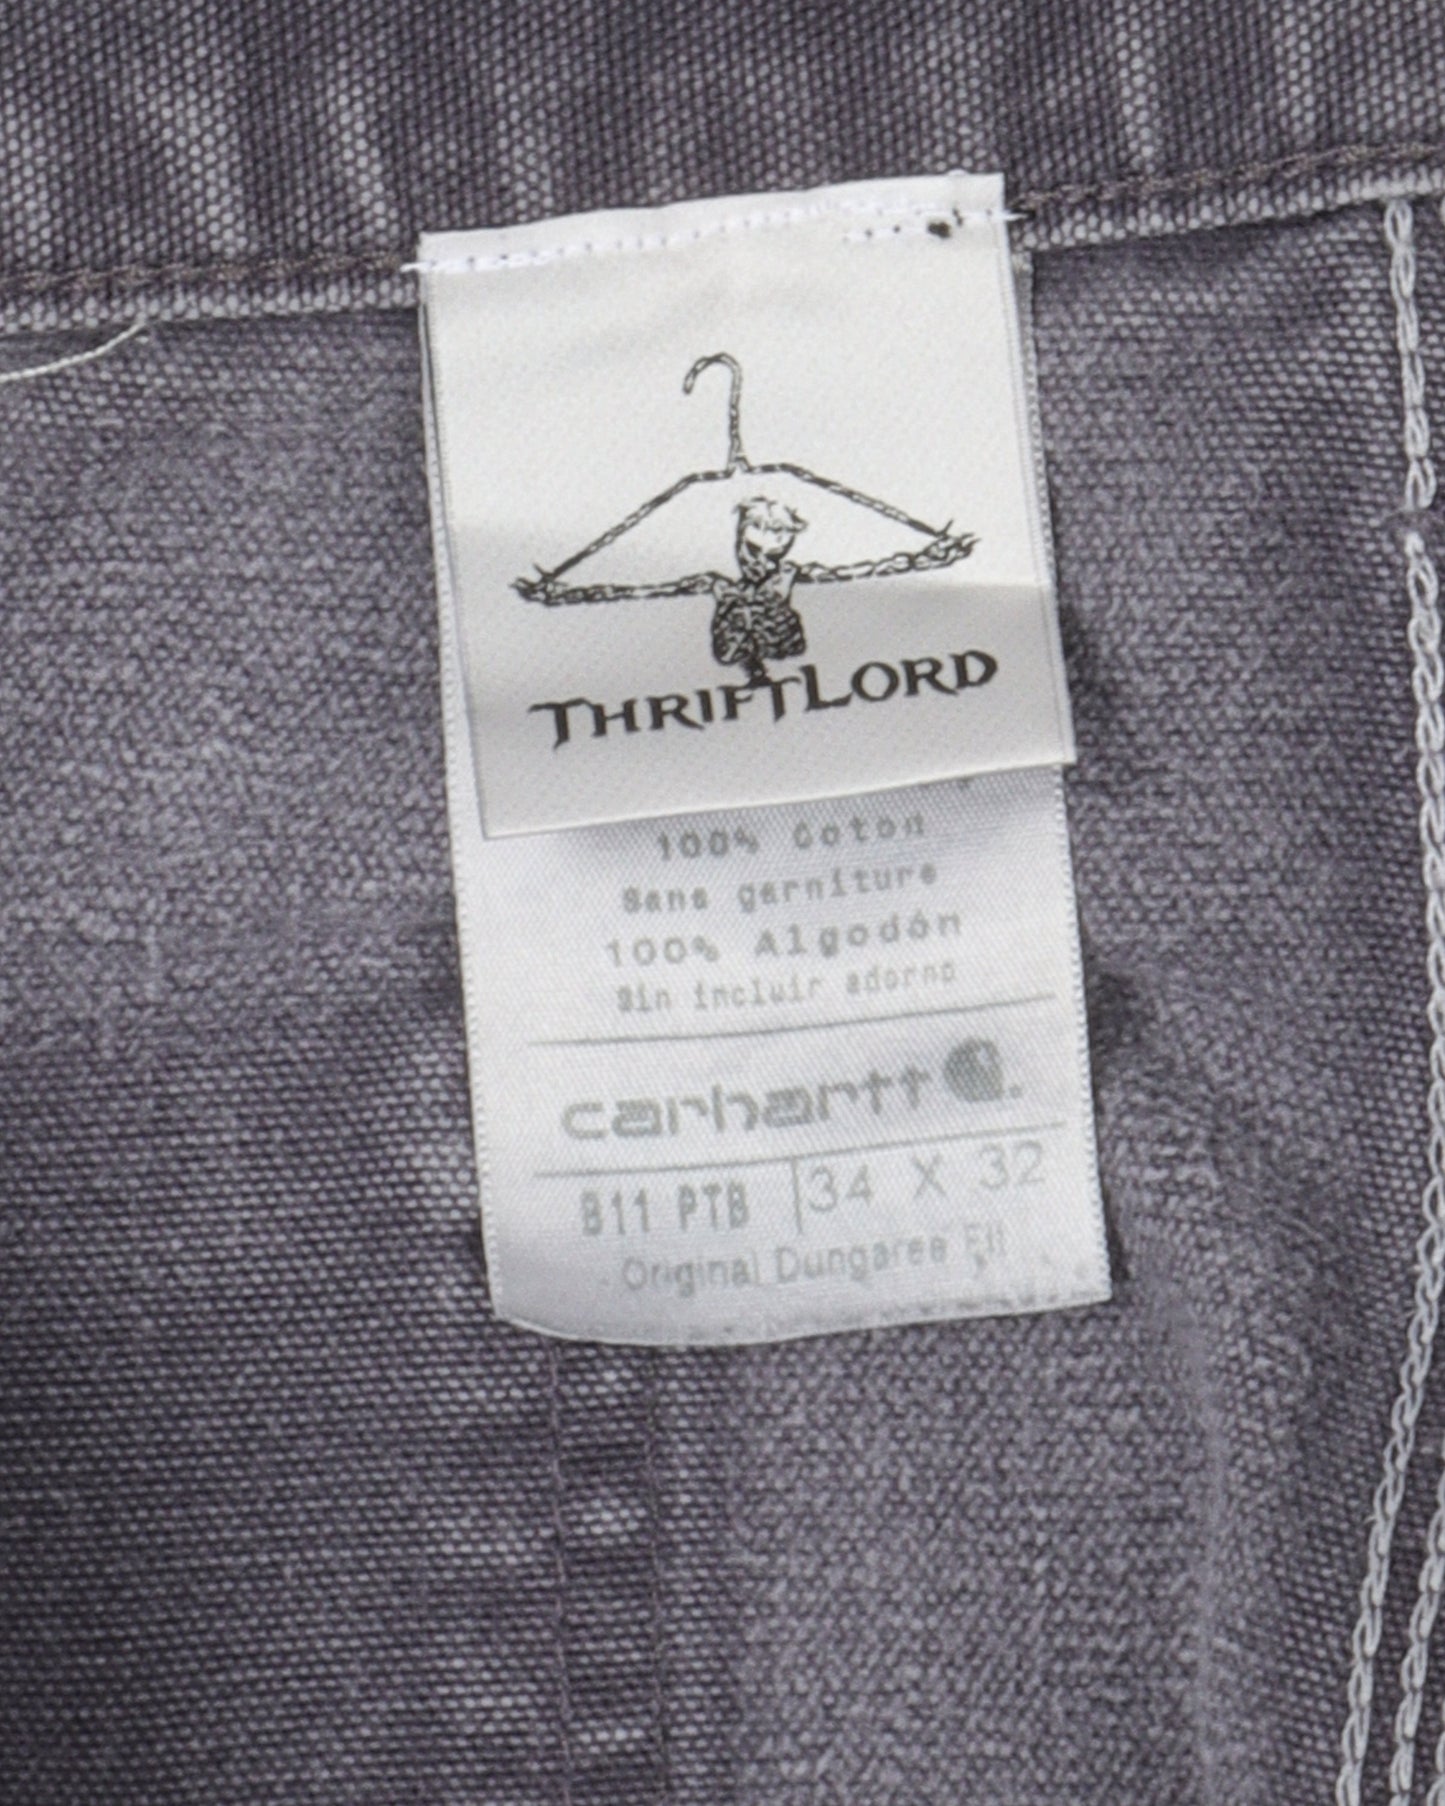 THRIFTLORD
100% Coton
Sans garniture
100% Algodón
Sin incluir adorno
carhartt
B11 PTB 34 X 32
Original Dungaree Fit